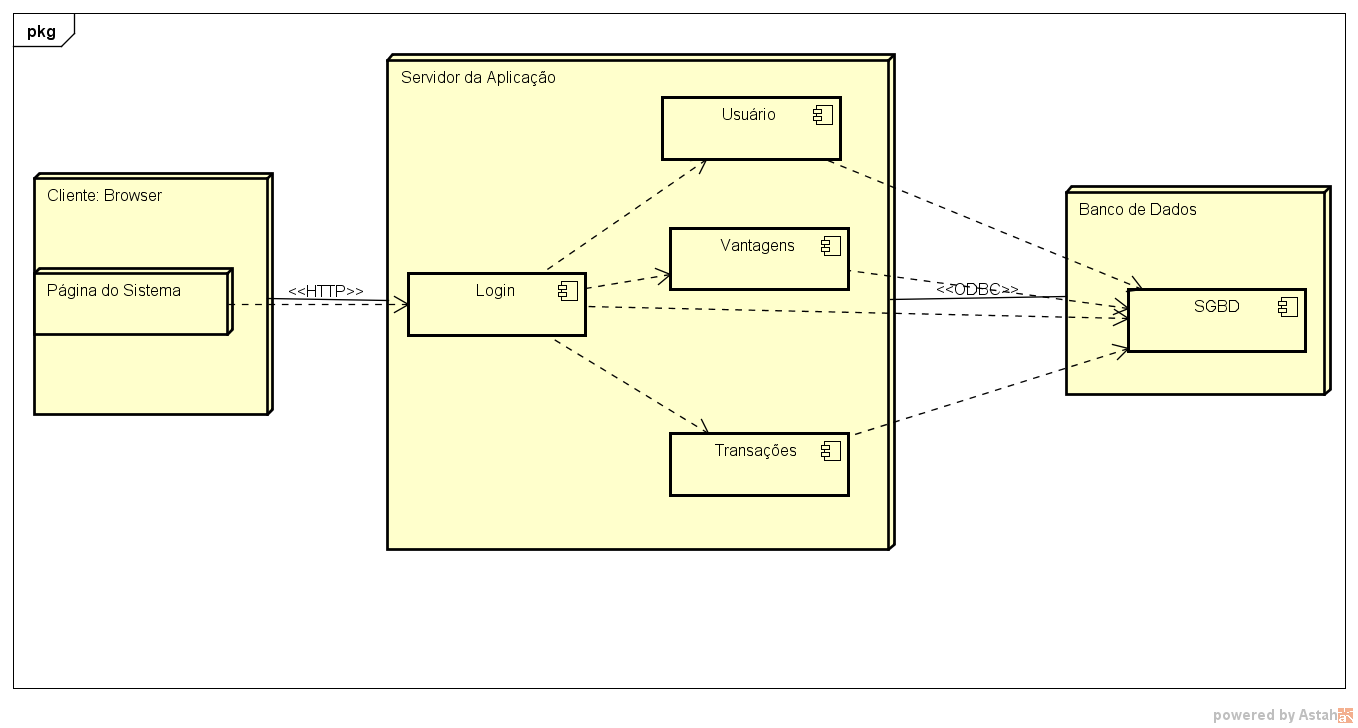 pkg
Servidor da Aplicação
Usuário
Cliente: Browser
Banco de Dados
Vantagens
Página do Sistema
<<HTTP>>
Login
<<ODBC>>
SGBD
Transações
powered by Astah